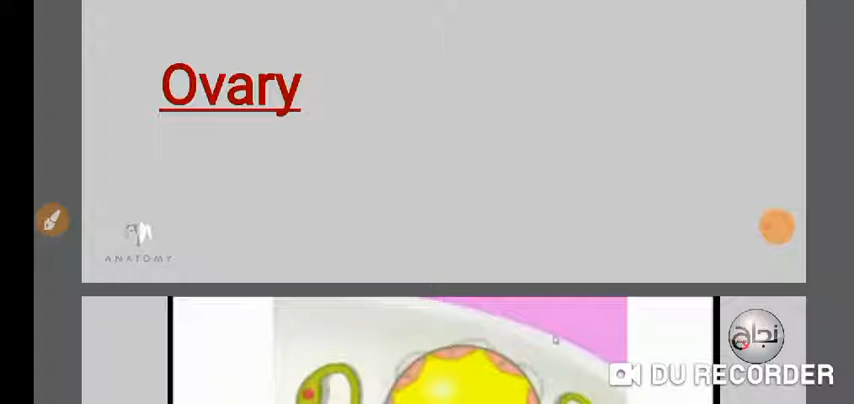 Ovary
ANATOMY
نجاح
DU RECORDER